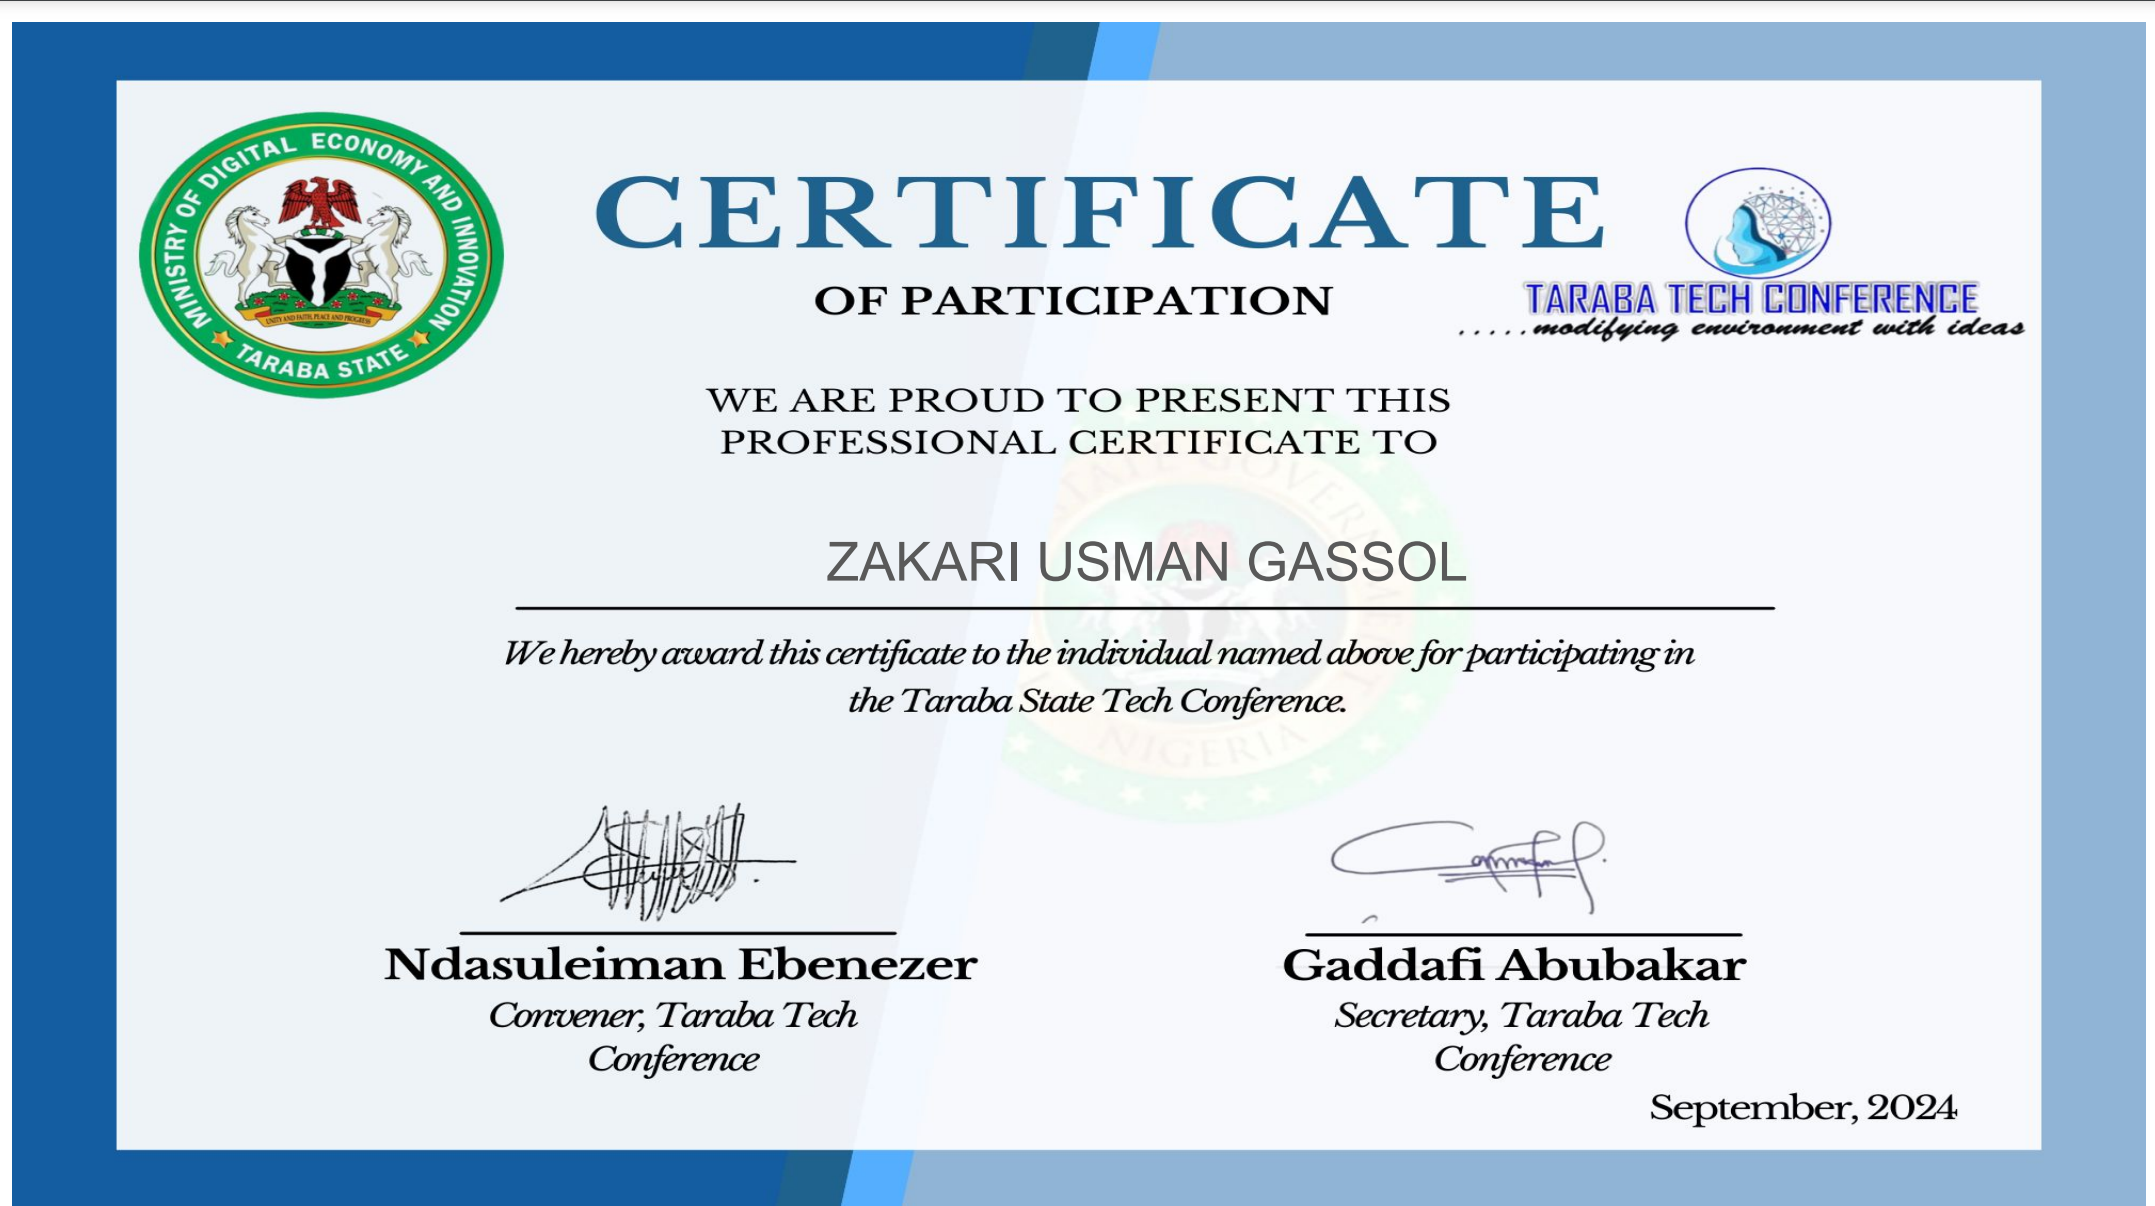 MINISTRY OF DIGITAL ECONOMY AND INNOVATION
TARABA STATE
UNITY AND FAITH, PEACE AND PROGRESS
CERTIFICATE
OF PARTICIPATION
TARABA TECH CONFERENCE
.....modifying environment with ideas
WE ARE PROUD TO PRESENT THIS
PROFESSIONAL CERTIFICATE TO
STATE GOVERNMENT
NIGERIA
ZAKARI USMAN GASSOL
We hereby award this certificate to the individual named above for participating in
the Taraba State Tech Conference.
Ndasuleiman Ebenezer
Convener, Taraba Tech
Conference
Gaddafi Abubakar
Secretary, Taraba Tech
Conference
September, 2024